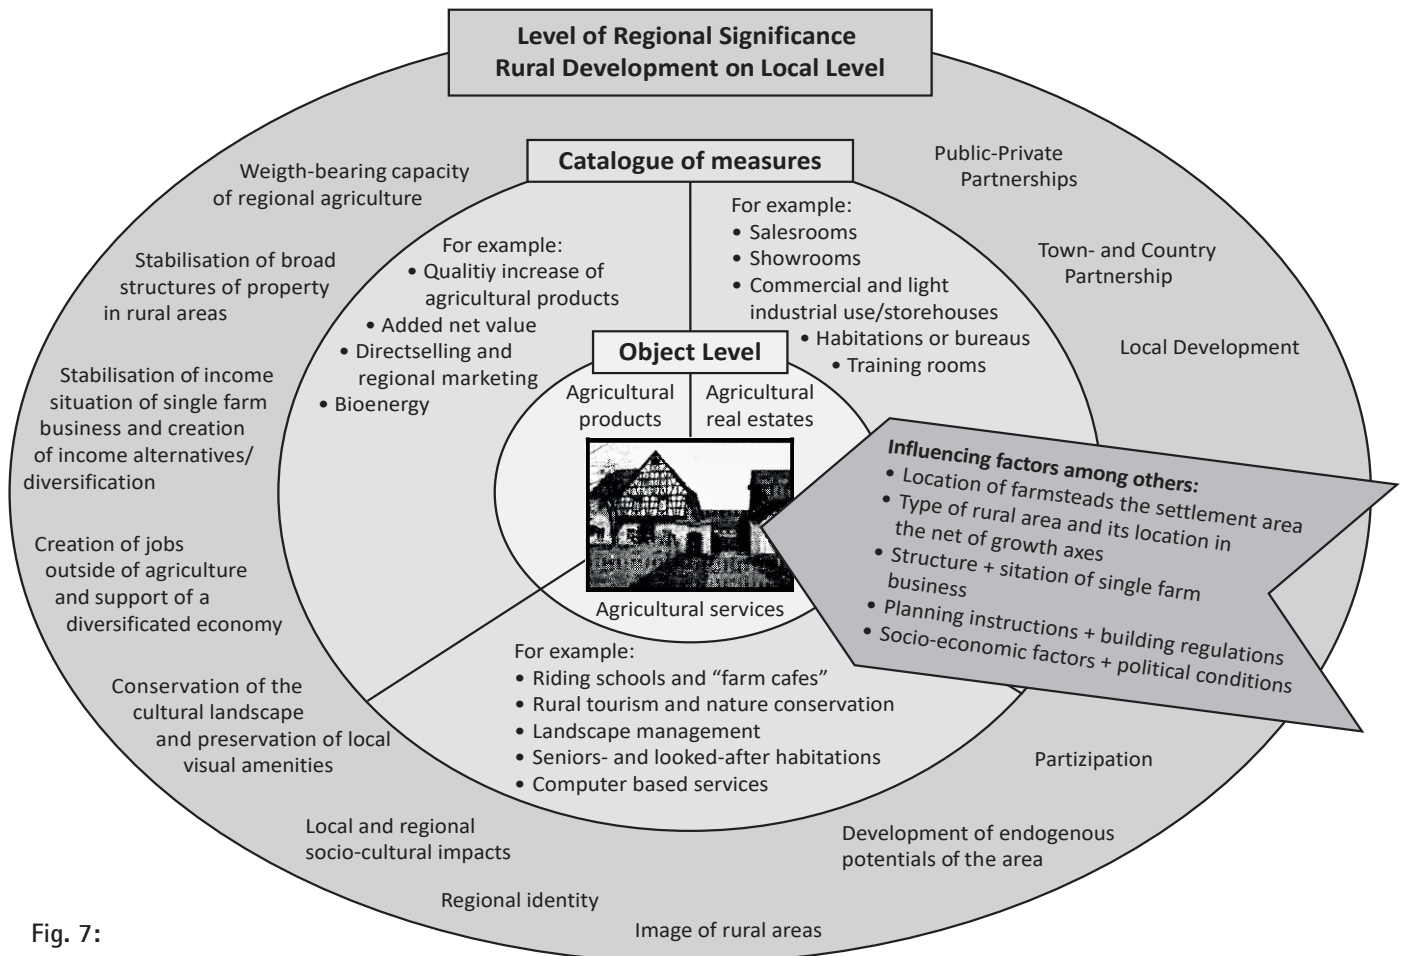 Level of Regional Significance
Rural Development on Local Level
Catalogue of measures
Object Level
Weigth-bearing capacity
of regional agriculture
Stabilisation of broad
structures of property
in rural areas
Stabilisation of income
situation of single farm
business and creation
of income alternatives/
diversification
Creation of jobs
outside of agriculture
and support of a
diversificated economy
Conservation of the
cultural landscape
and preservation of local
visual amenities
Local and regional
socio-cultural impacts
Regional identity
Image of rural areas
Development of endogenous
potentials of the area
Partizipation
Local Development
Town- and Country
Partnership
Public-Private
Partnerships
For example:
• Qualitiy increase of
agricultural products
• Added net value
• Directselling and
regional marketing
• Bioenergy
For example:
• Salesrooms
• Showrooms
• Commercial and light
industrial use/storehouses
• Habitations or bureaus
• Training rooms
Agricultural
products
Agricultural
real estates
Agricultural services
For example:
• Riding schools and “farm cafes”
• Rural tourism and nature conservation
• Landscape management
• Seniors- and looked-after habitations
• Computer based services
Influencing factors among others:
• Location of farmsteads the settlement area
• Type of rural area and its location in
the net of growth axes
• Structure + sitation of single farm
business
• Planning instructions + building regulations
• Socio-economic factors + political conditions
Fig. 7: